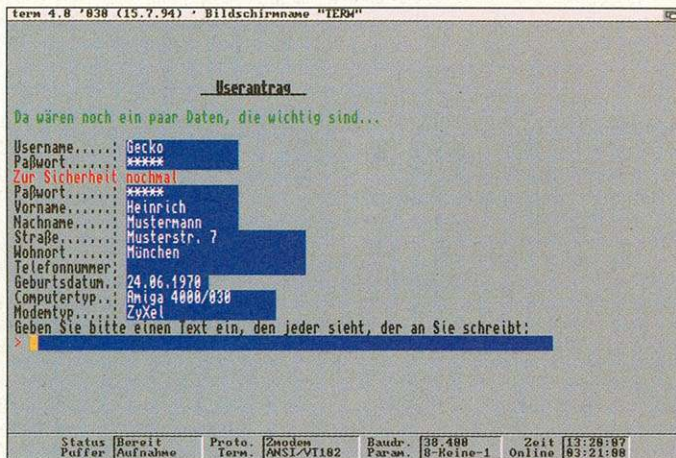 term 4.8 '030 (15.7.94) · Bildschirmname "TERM"
Userantrag
Da wären noch ein paar Daten, die wichtig sind...
Username.....: Gecko
Paßwort......: *****
Zur Sicherheit nochmal
Paßwort......: *****
Vorname......: Heinrich
Nachname.....: Mustermann
Straße.......: Musterstr. 7
Wohnort......: München
Telefonnummer:
Geburtsdatum.: 24.06.1970
Computertyp..: Amiga 4000/030
Modemtyp.....: ZyXel
Geben Sie bitte einen Text ein, den jeder sieht, der an Sie schreibt:
>
Status Bereit Proto. Zmodem Baudr. 38.400 Zeit 13:20:07
Puffer Aufnahme Term. ANSI/VT102 Param. 8-Keine-1 Online 03:21:08